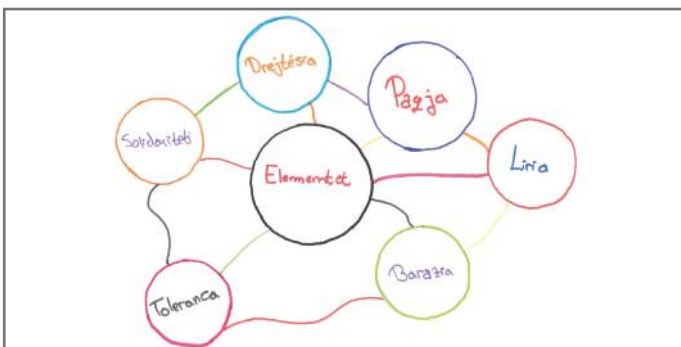 Drejtësia
Paqja
Solidariteti
Elementet
Liria
Barazia
Toleranca